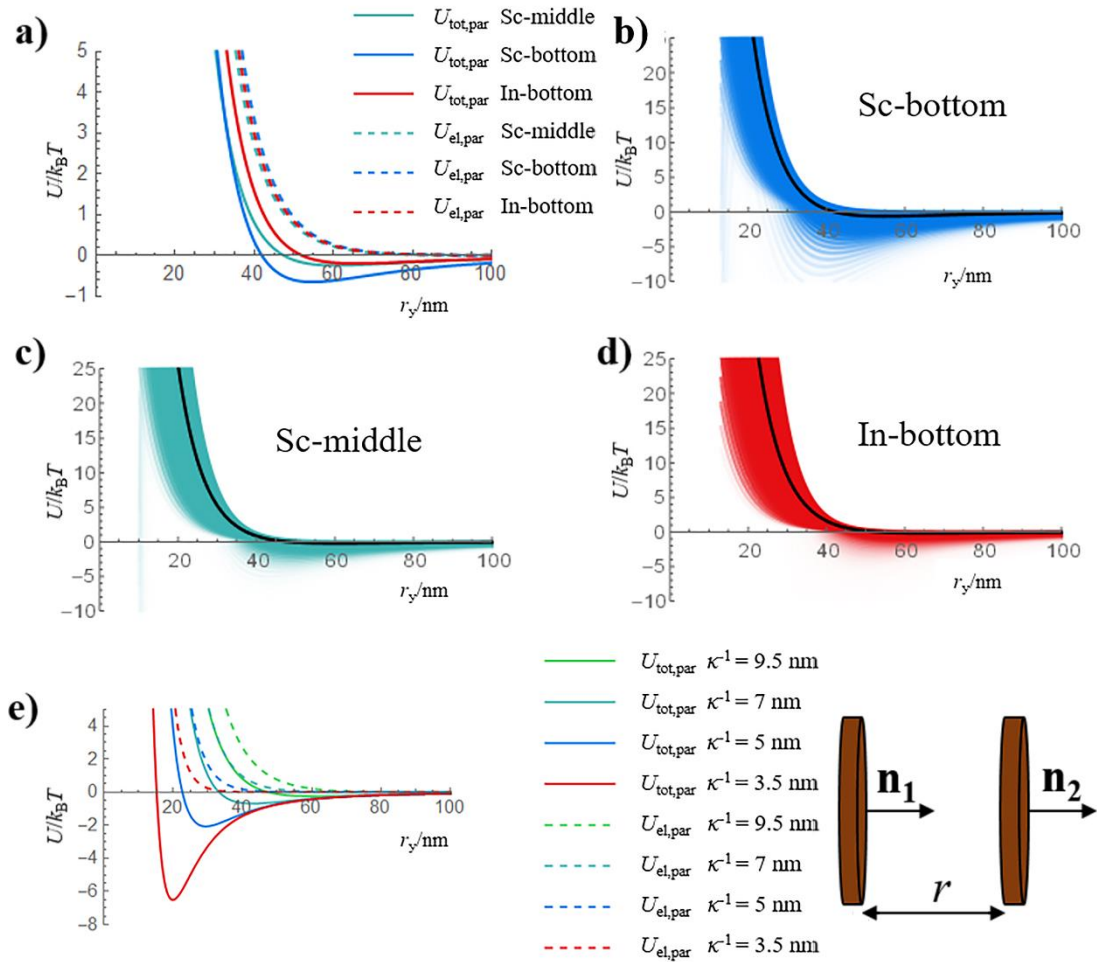 a)
U_tot,par Sc-middle
U_tot,par Sc-bottom
U_tot,par In-bottom
U_el,par Sc-middle
U_el,par Sc-bottom
U_el,par In-bottom
5
4
3
2
1
0
−1
20 40 60 80 100
U/k_BT
r_y/nm
b)
Sc-bottom
25
20
15
10
5
0
−5
−10
20 40 60 80 100
U/k_BT
r_y/nm
c)
Sc-middle
25
20
15
10
5
0
−5
−10
20 40 60 80 100
U/k_BT
r_y/nm
d)
In-bottom
25
20
15
10
5
0
−5
−10
20 40 60 80 100
U/k_BT
r_y/nm
e)
4
2
0
−2
−4
−6
−8
20 40 60 80 100
U/k_BT
r_y/nm
U_tot,par κ⁻¹ = 9.5 nm
U_tot,par κ⁻¹ = 7 nm
U_tot,par κ⁻¹ = 5 nm
U_tot,par κ⁻¹ = 3.5 nm
U_el,par κ⁻¹ = 9.5 nm
U_el,par κ⁻¹ = 7 nm
U_el,par κ⁻¹ = 5 nm
U_el,par κ⁻¹ = 3.5 nm
n₁ n₂
r